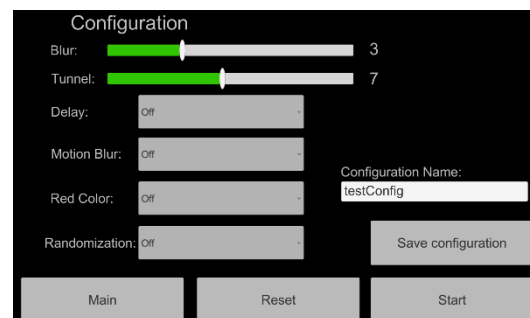 Configuration
Blur: 3
Tunnel: 7
Delay: Off
Motion Blur: Off
Configuration Name:
Red Color: Off
testConfig
Randomization: Off
Save configuration
Main Reset Start